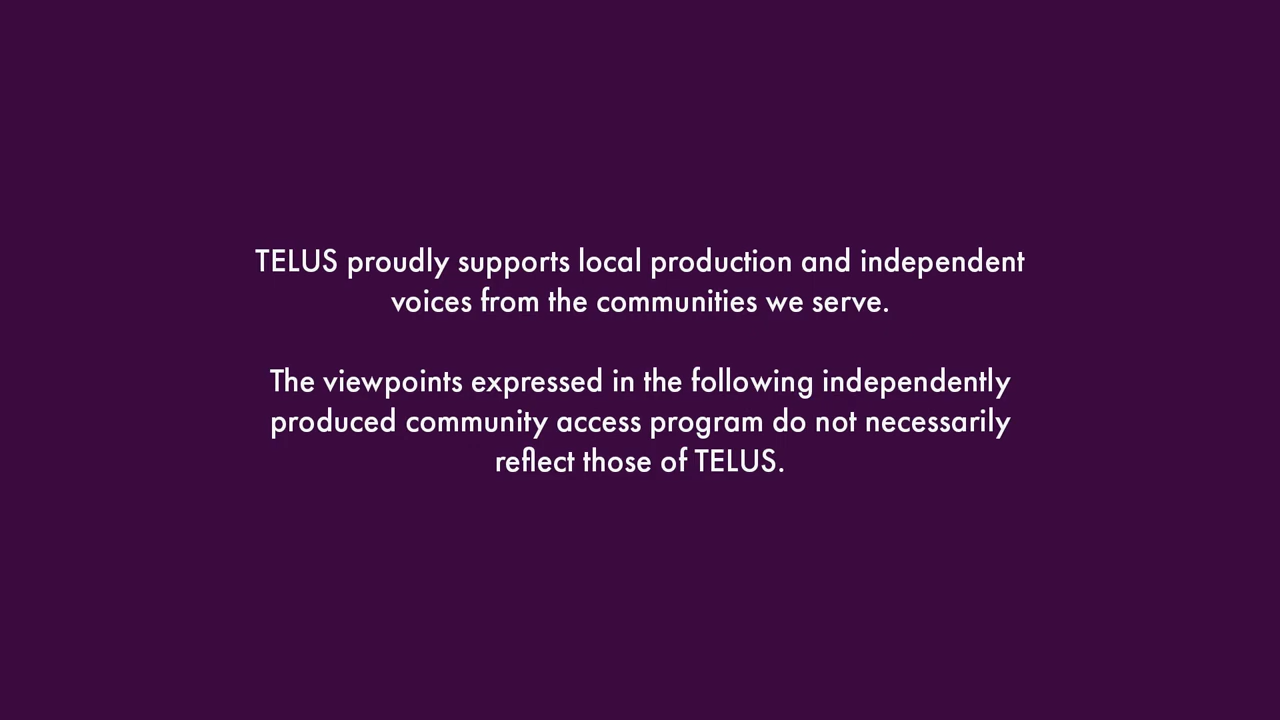 TELUS proudly supports local production and independent
voices from the communities we serve.
The viewpoints expressed in the following independently
produced community access program do not necessarily
reflect those of TELUS.